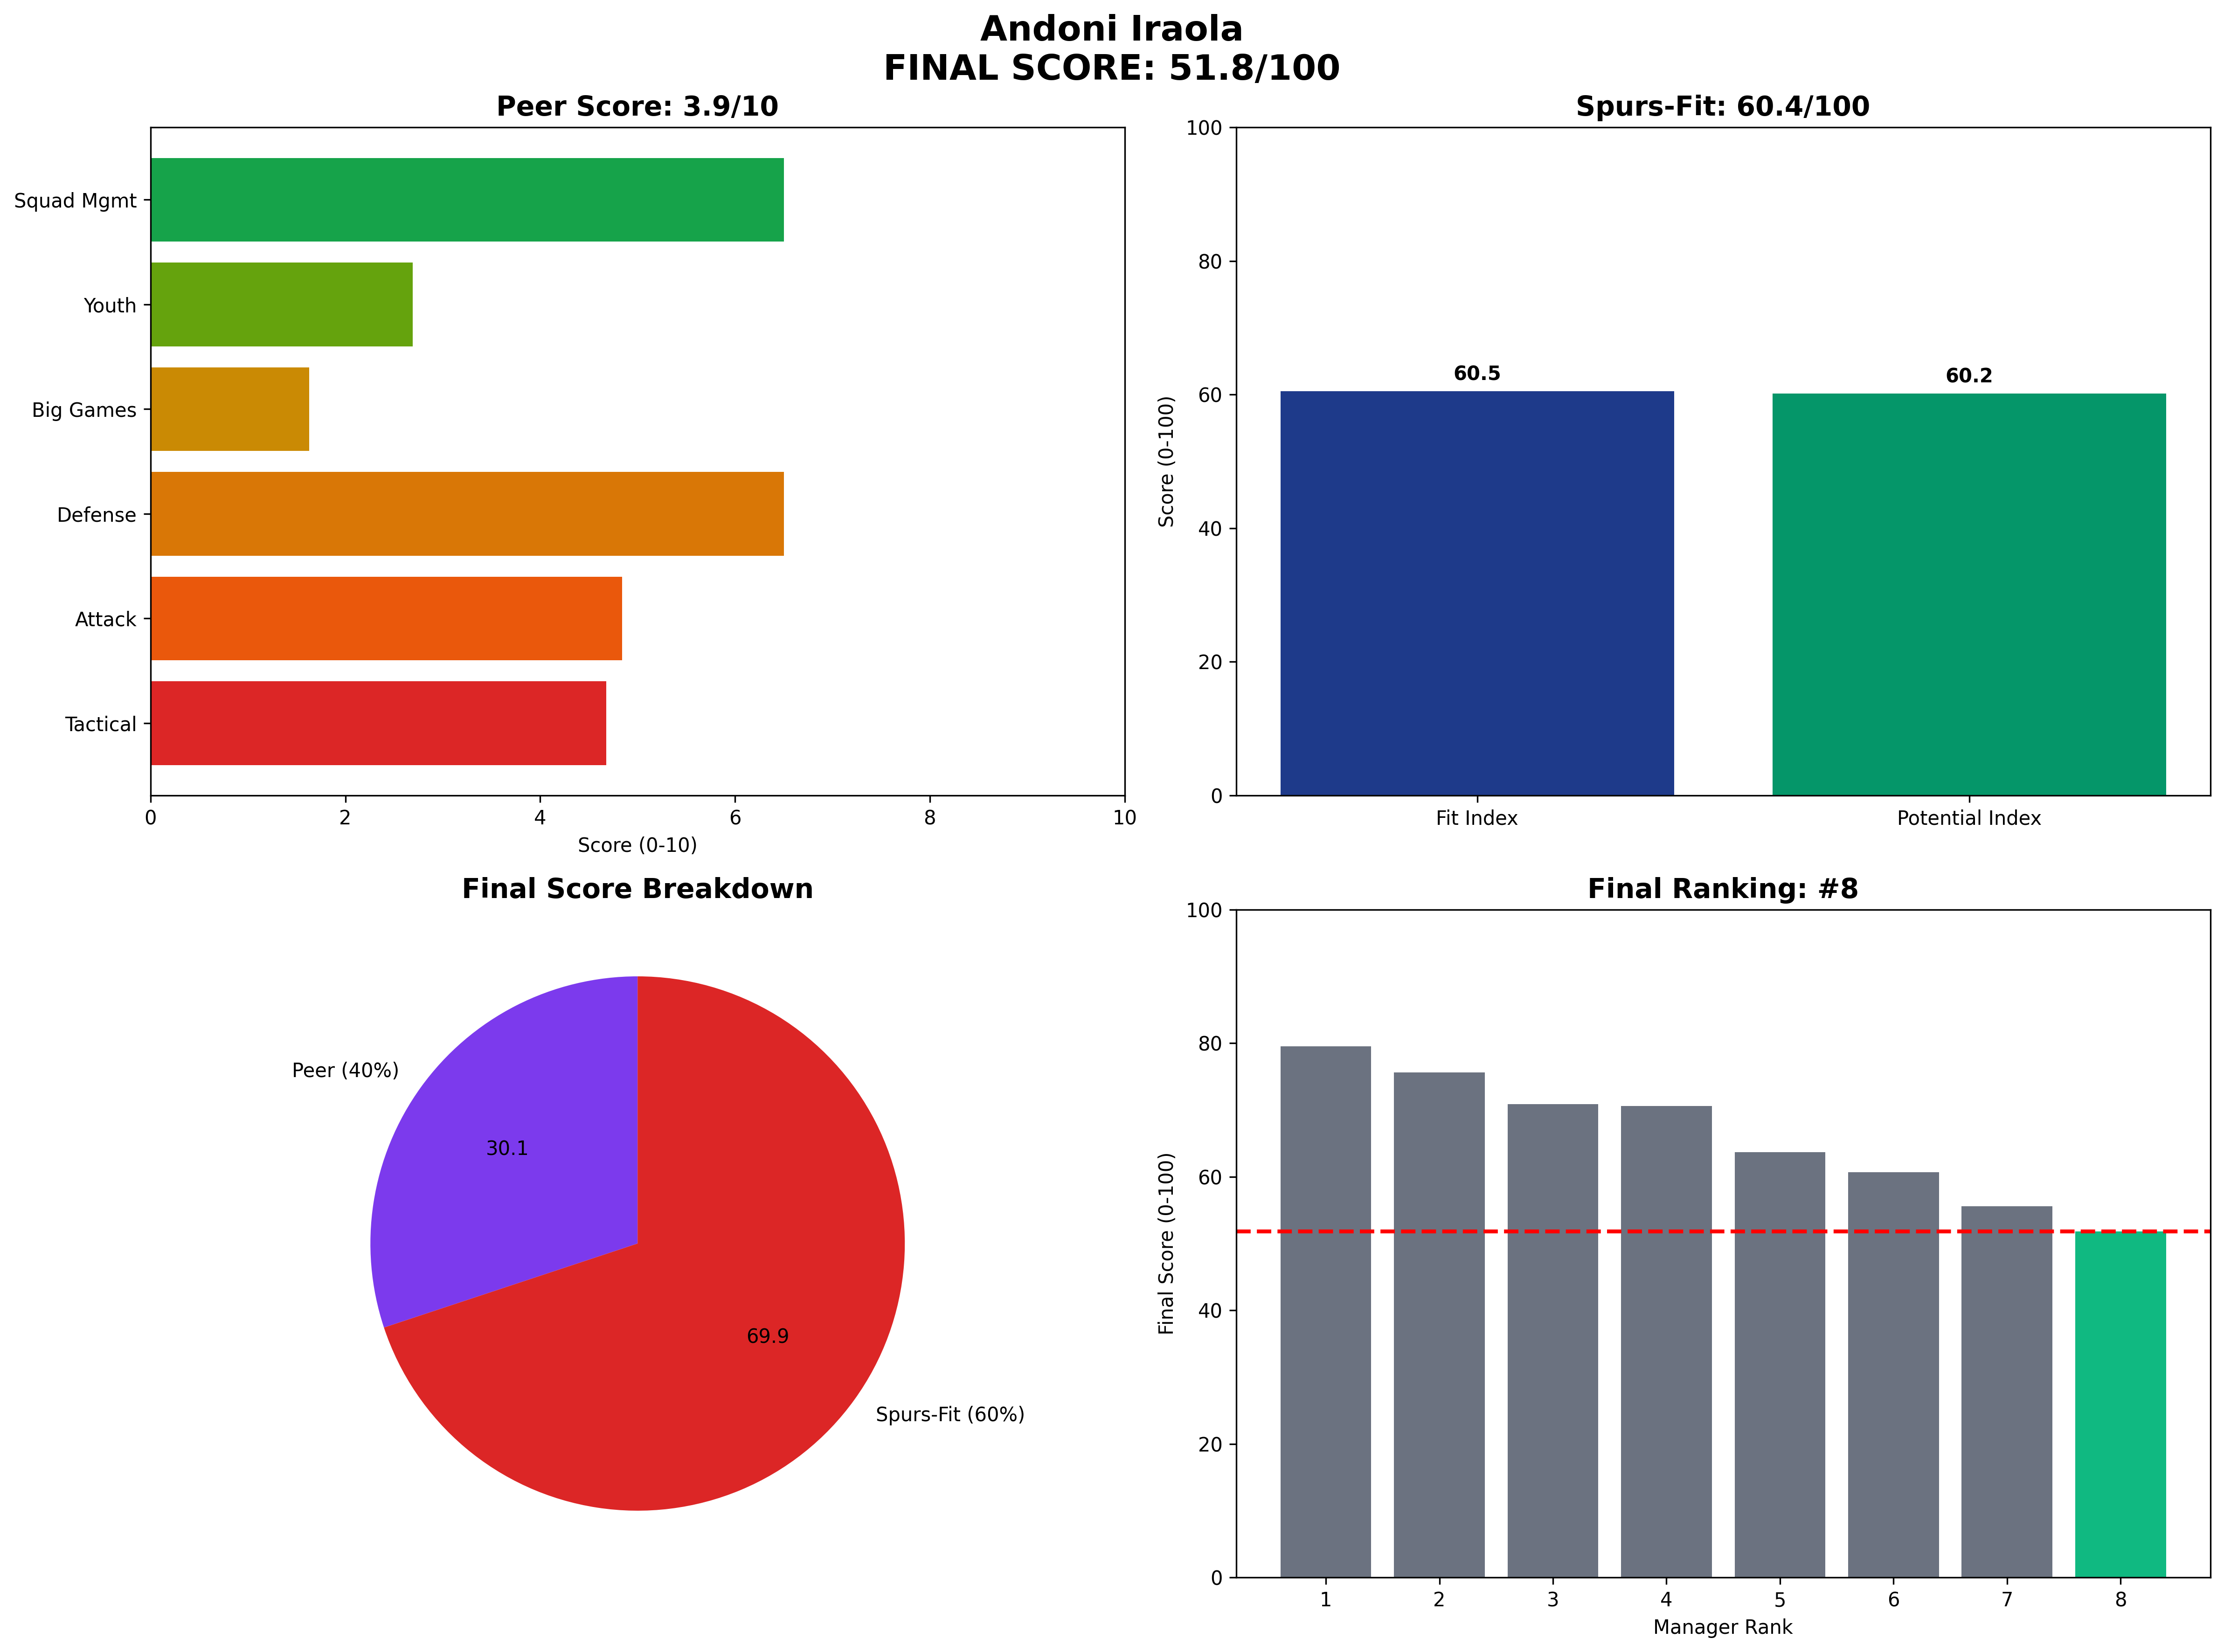 Andoni Iraola
FINAL SCORE: 51.8/100
Peer Score: 3.9/10
Squad Mgmt
Youth
Big Games
Defense
Attack
Tactical
0 2 4 6 8 10
Score (0-10)
Spurs-Fit: 60.4/100
100
80
60
40
20
0
Score (0-100)
60.5
60.2
Fit Index
Potential Index
Final Score Breakdown
Peer (40%)
30.1
69.9
Spurs-Fit (60%)
Final Ranking: #8
100
80
60
40
20
0
Final Score (0-100)
1 2 3 4 5 6 7 8
Manager Rank